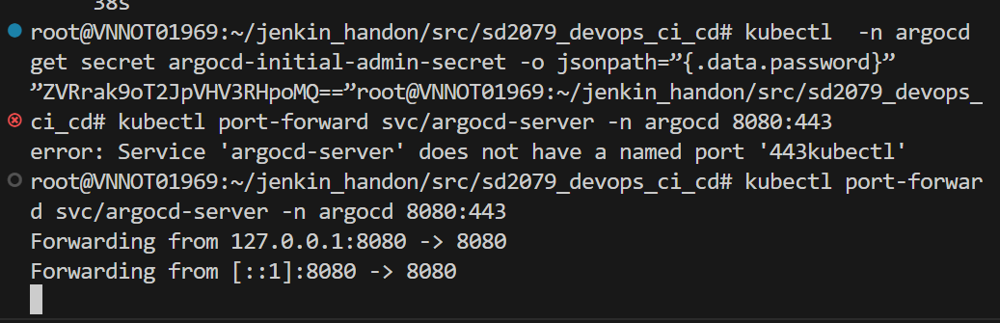 38s
root@VNNOT01969:~/jenkin_handon/src/sd2079_devops_ci_cd# kubectl  -n argocd
get secret argocd-initial-admin-secret -o jsonpath=”{.data.password}”
”ZVRrak9oT2JpVHV3RHpoMQ==”root@VNNOT01969:~/jenkin_handon/src/sd2079_devops_
ci_cd# kubectl port-forward svc/argocd-server -n argocd 8080:443
error: Service 'argocd-server' does not have a named port '443kubectl'
root@VNNOT01969:~/jenkin_handon/src/sd2079_devops_ci_cd# kubectl port-forwar
d svc/argocd-server -n argocd 8080:443
Forwarding from 127.0.0.1:8080 -> 8080
Forwarding from [::1]:8080 -> 8080